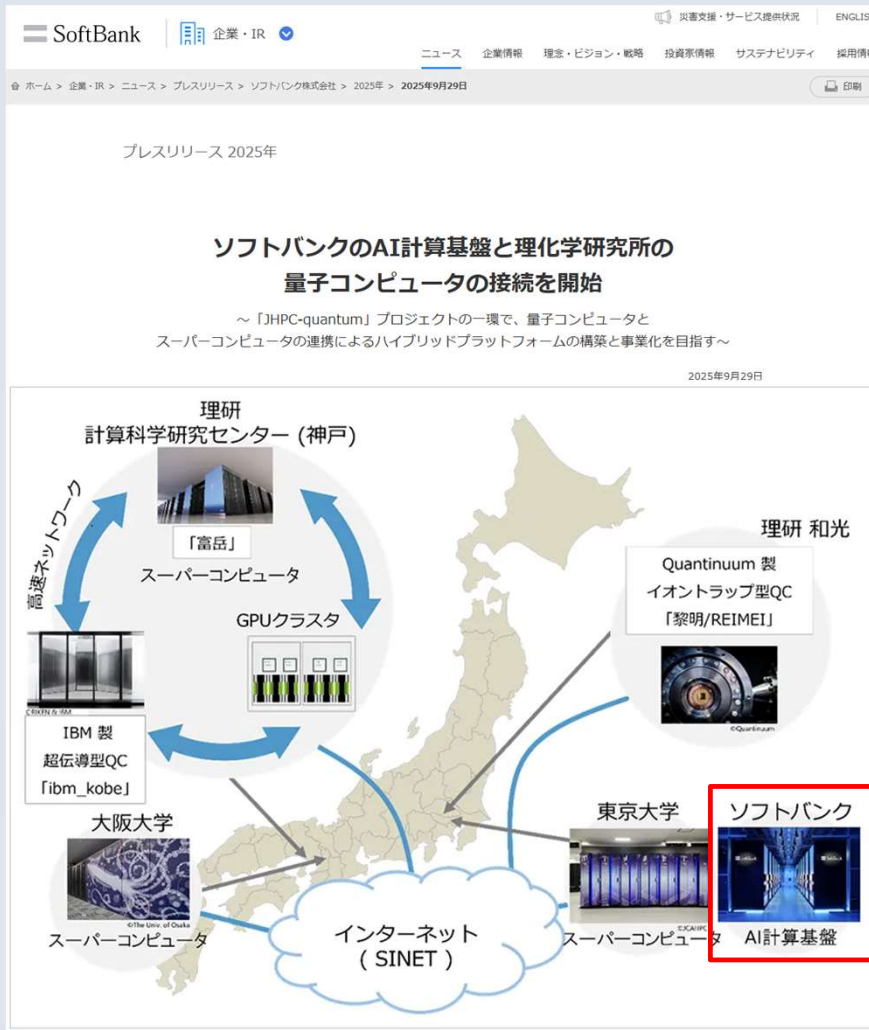 災害支援・サービス提供状況
ENGLIS
SoftBank
企業・IR
ニュース 企業情報 理念・ビジョン・戦略 投資家情報 サステナビリティ 採用情
ホーム > 企業・IR > ニュース > プレスリリース > ソフトバンク株式会社 > 2025年 > 2025年9月29日
印刷
プレスリリース 2025年
ソフトバンクのAI計算基盤と理化学研究所の
量子コンピュータの接続を開始
～「JHPC-quantum」プロジェクトの一環で、量子コンピュータと
スーパーコンピュータの連携によるハイブリッドプラットフォームの構築と事業化を目指す～
2025年9月29日
理研
計算科学研究センター (神戸)
高速ネットワーク
「富岳」
スーパーコンピュータ
GPUクラスタ
©RIKEN & IBM
IBM 製
超伝導型QC
「ibm_kobe」
理研 和光
Quantinuum 製
イオントラップ型QC
「黎明/REIMEI」
©Quantinuum
大阪大学
©The Univ. of Osaka
スーパーコンピュータ
インターネット
( SINET )
東京大学
スーパーコンピュータ
ソフトバンク
SoftBank
SoftBank
AI計算基盤